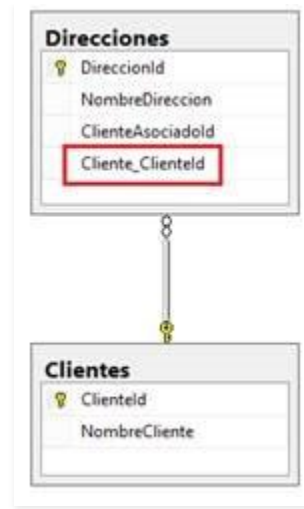 Direcciones
DireccionId
NombreDireccion
ClienteAsociadoId
Cliente_ClienteId
Clientes
ClienteId
NombreCliente